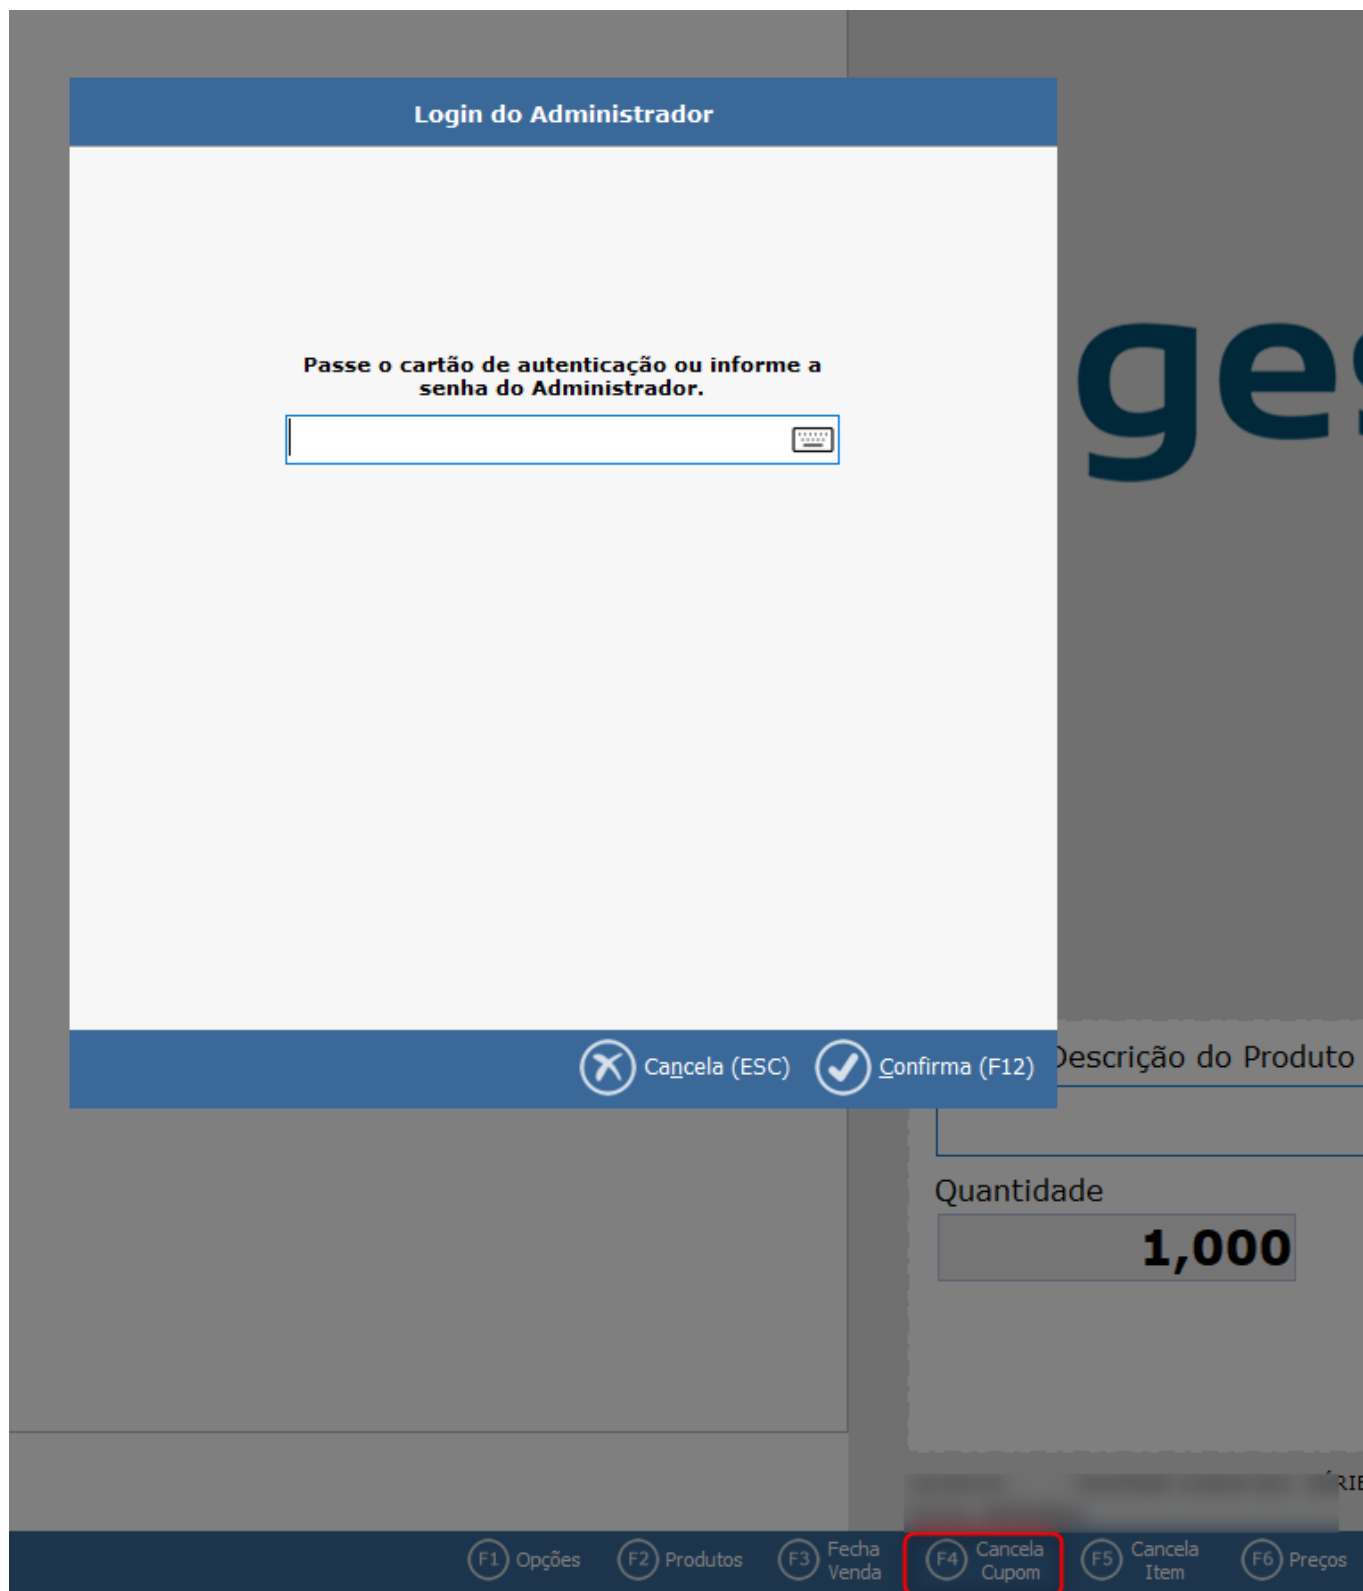 Login do Administrador
Passe o cartão de autenticação ou informe a
senha do Administrador.
Cancela (ESC)
Confirma (F12)
ges
Descrição do Produto
Quantidade
1,000
F1 Opções
F2 Produtos
F3 Fecha
Venda
F4 Cancela
Cupom
F5 Cancela
Item
F6 Preços